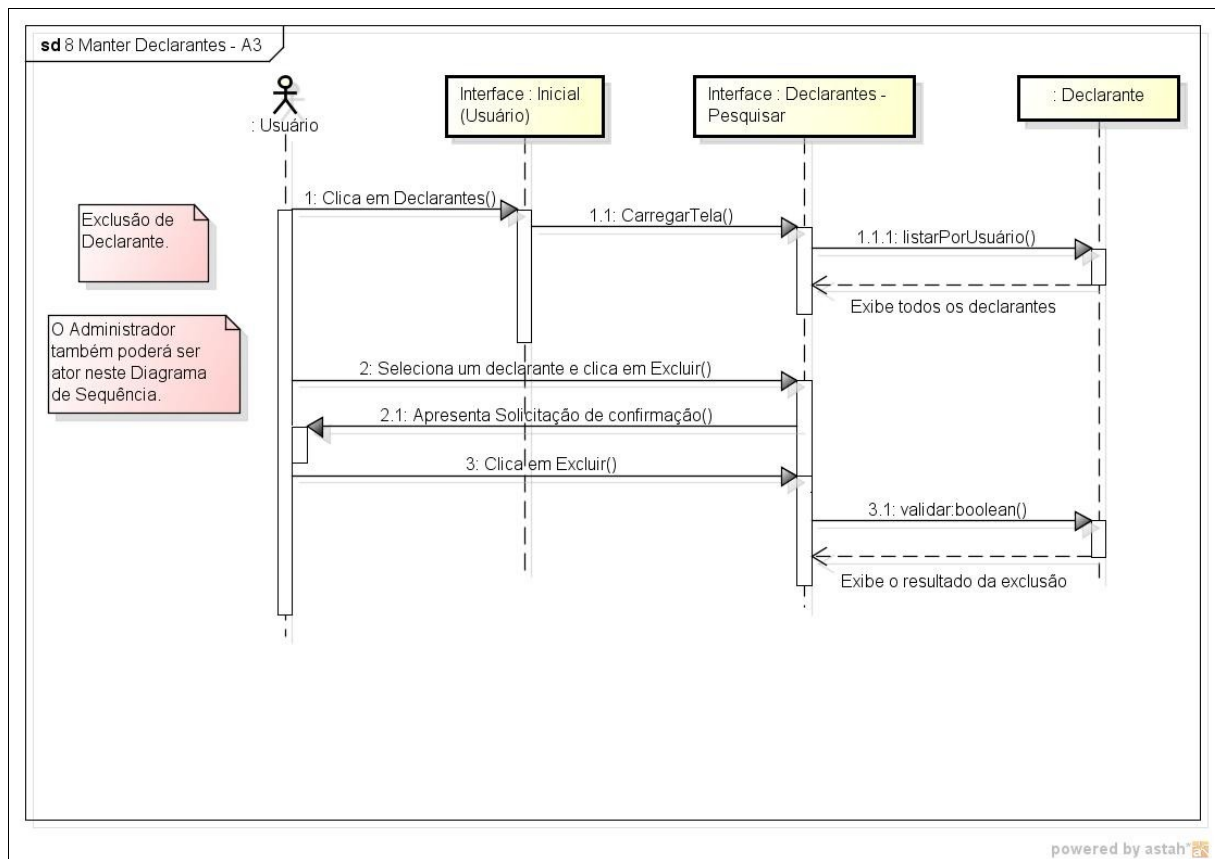 sd 8 Manter Declarantes - A3
: Usuário
Interface : Inicial
(Usuário)
Interface : Declarantes -
Pesquisar
: Declarante
Exclusão de
Declarante.
O Administrador
também poderá ser
ator neste Diagrama
de Sequência.
1: Clica em Declarantes()
1.1: CarregarTela()
1.1.1: listarPorUsuário()
Exibe todos os declarantes
2: Seleciona um declarante e clica em Excluir()
2.1: Apresenta Solicitação de confirmação()
3: Clica em Excluir()
3.1: validar:boolean()
Exibe o resultado da exclusão
powered by astah*